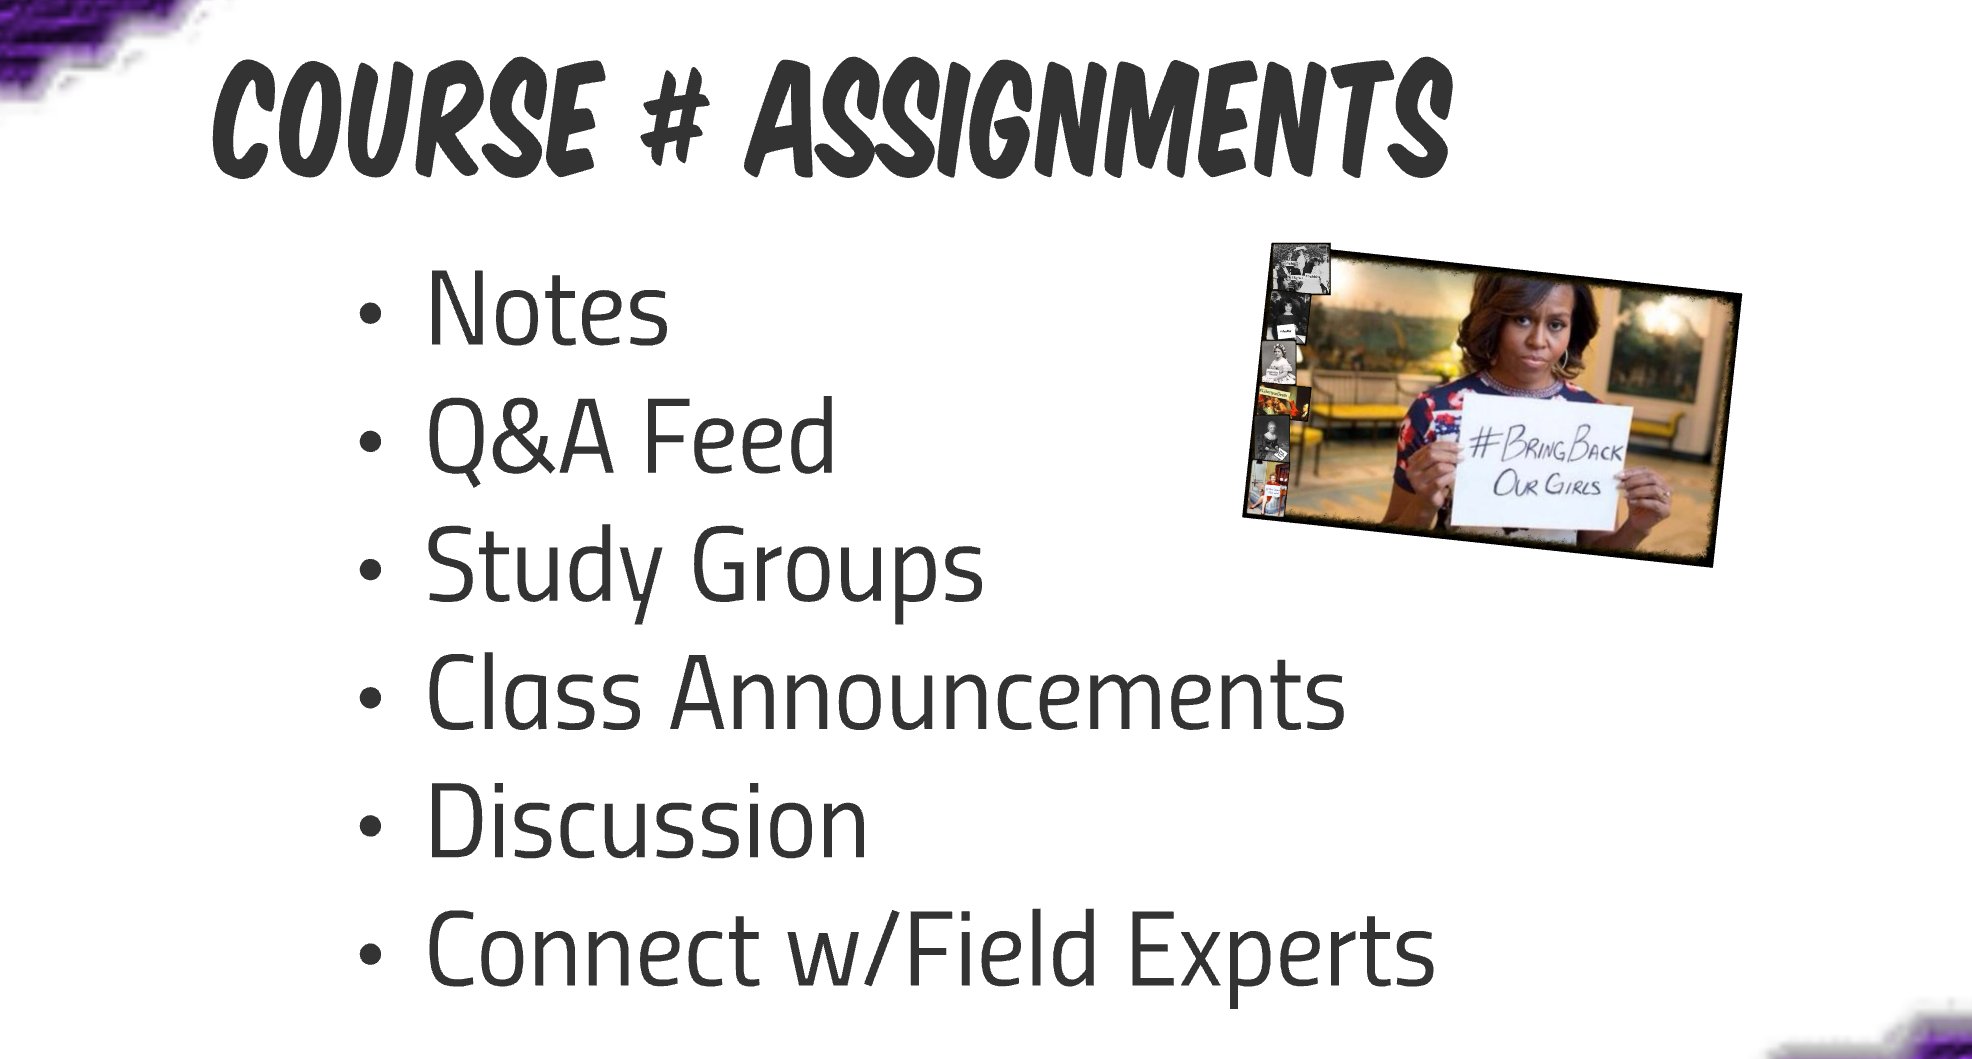 COURSE # ASSIGNMENTS
• Notes
• Q&A Feed
• Study Groups
• Class Announcements
• Discussion
• Connect w/Field Experts
#BRINGBACK
OUR GIRLS